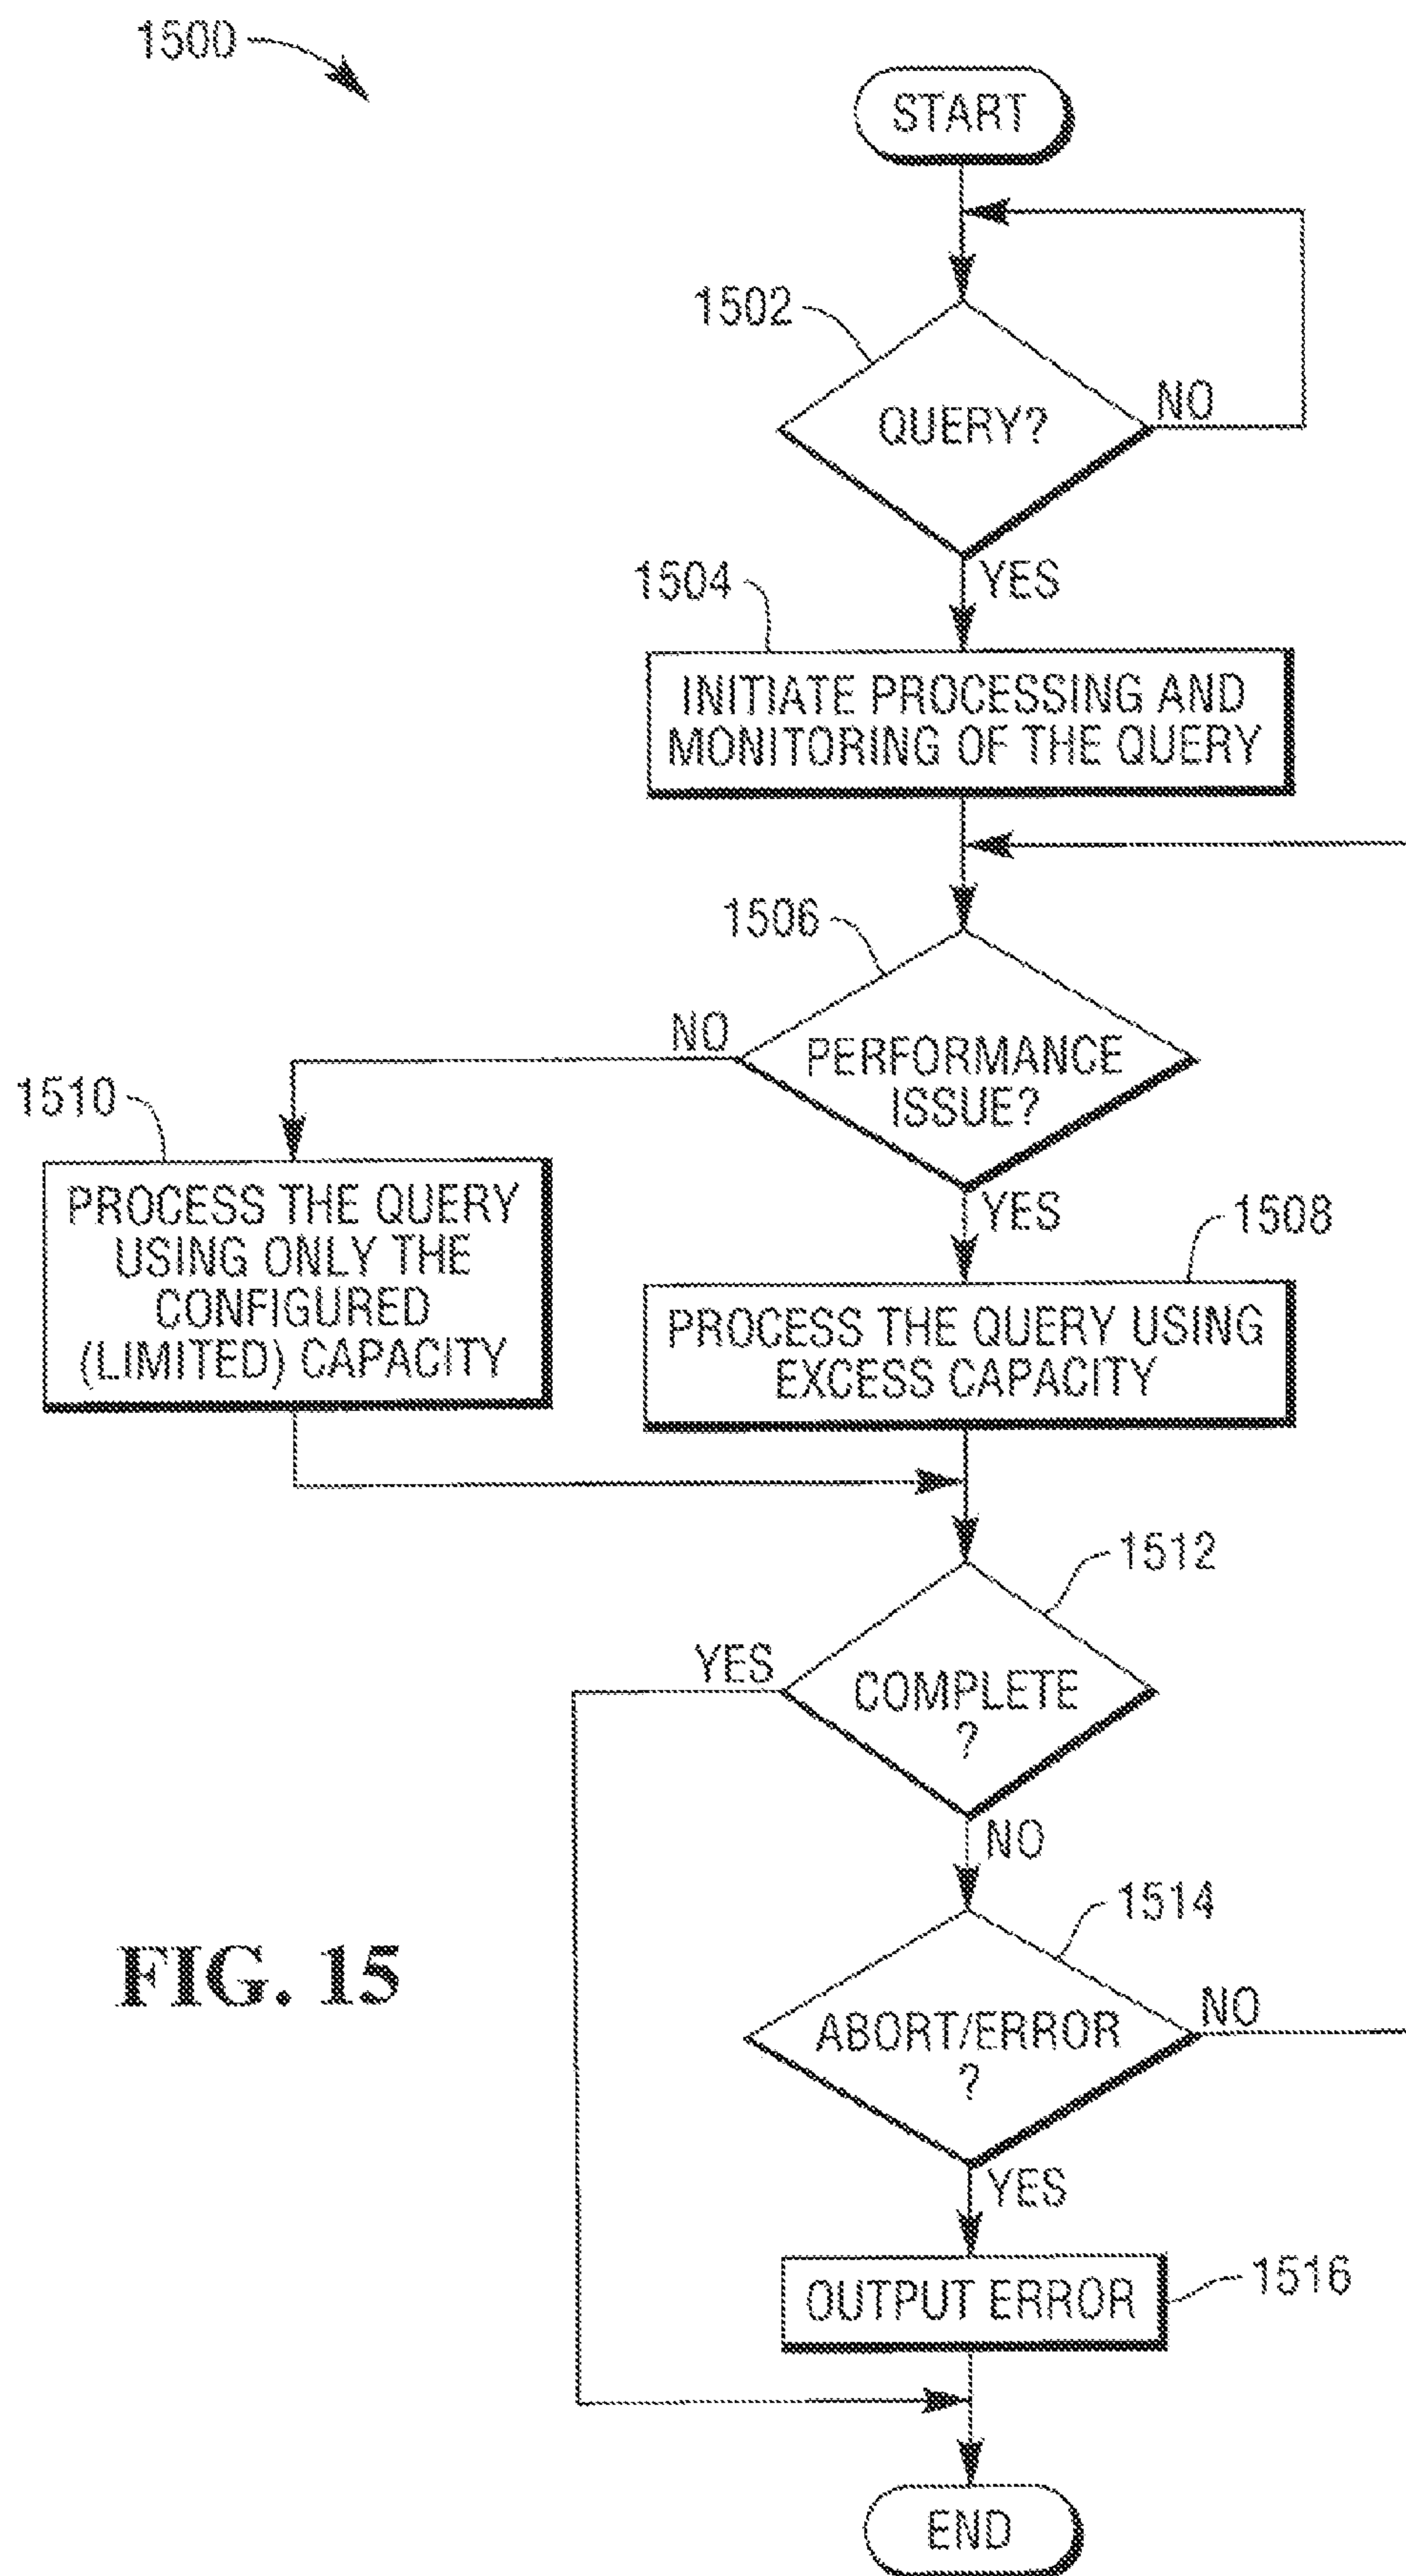 1500
START
1502
QUERY?
NO
YES
1504
INITIATE PROCESSING AND
MONITORING OF THE QUERY
1506
PERFORMANCE
ISSUE?
NO
YES
1510
PROCESS THE QUERY
USING ONLY THE
CONFIGURED
(LIMITED) CAPACITY
1508
PROCESS THE QUERY USING
EXCESS CAPACITY
1512
COMPLETE
?
YES
NO
1514
ABORT/ERROR
?
NO
YES
FIG. 15
OUTPUT ERROR
1516
END